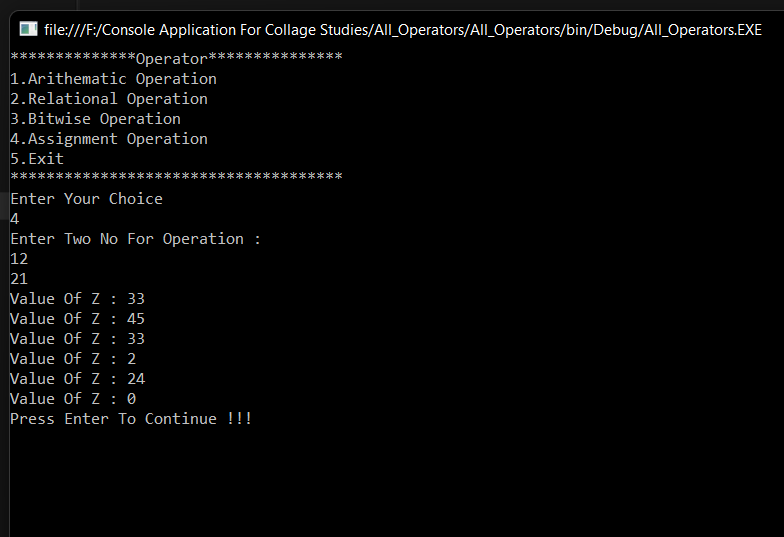 file:///F:/Console Application For Collage Studies/All_Operators/All_Operators/bin/Debug/All_Operators.EXE
**************Operator***************
1.Arithematic Operation
2.Relational Operation
3.Bitwise Operation
4.Assignment Operation
5.Exit
*************************************
Enter Your Choice
4
Enter Two No For Operation :
12
21
Value Of Z : 33
Value Of Z : 45
Value Of Z : 33
Value Of Z : 2
Value Of Z : 24
Value Of Z : 0
Press Enter To Continue !!!